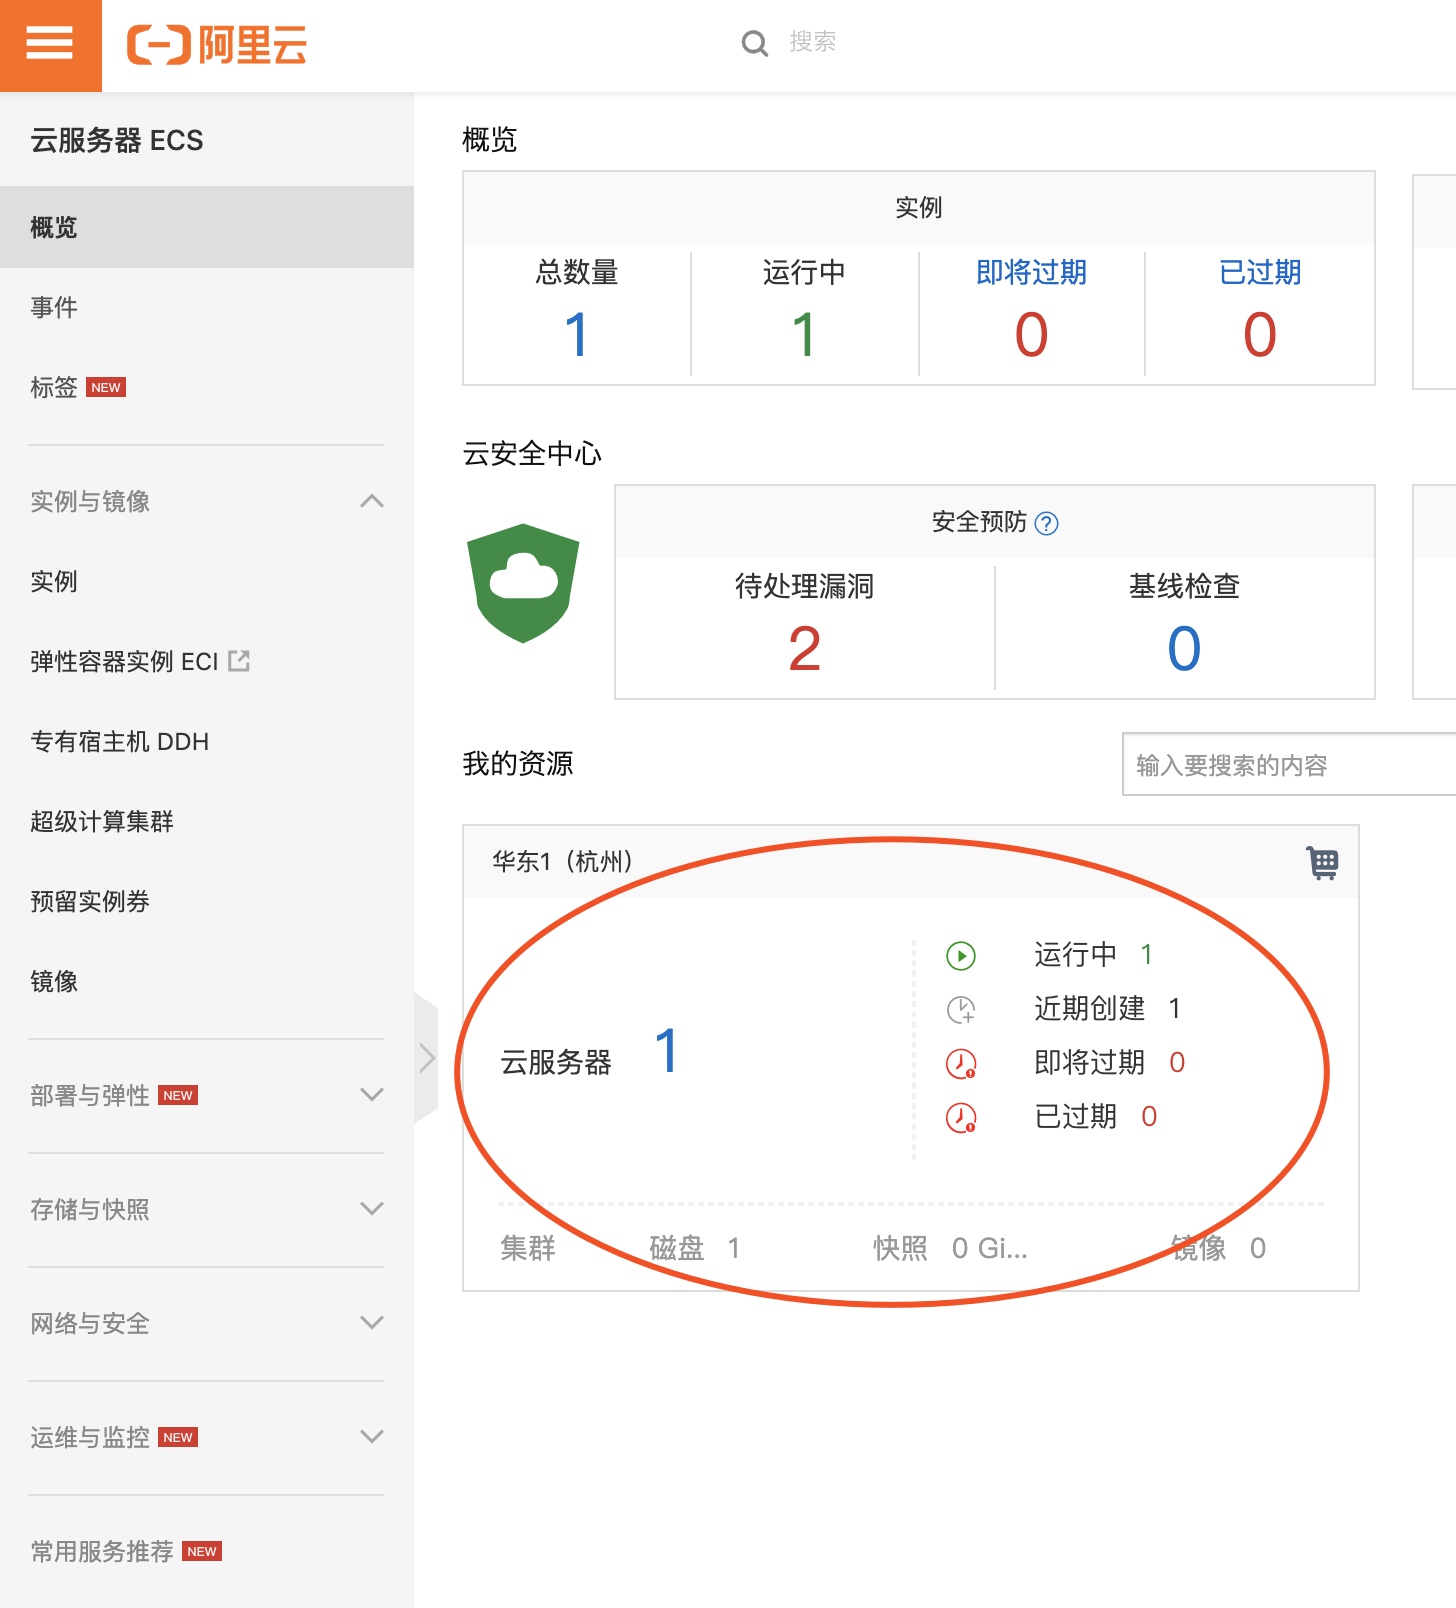 阿里云
搜索
云服务器 ECS
概览
事件
标签 NEW
实例与镜像
实例
弹性容器实例 ECI
专有宿主机 DDH
超级计算集群
预留实例券
镜像
部署与弹性 NEW
存储与快照
网络与安全
运维与监控 NEW
常用服务推荐 NEW
概览
实例
总数量 运行中 即将过期 已过期
1 1 0 0
云安全中心
安全预防 ?
待处理漏洞 基线检查
2 0
我的资源
输入要搜索的内容
华东1（杭州）
云服务器 1
运行中 1
近期创建 1
即将过期 0
已过期 0
集群 磁盘 1 快照 0 Gi... 镜像 0